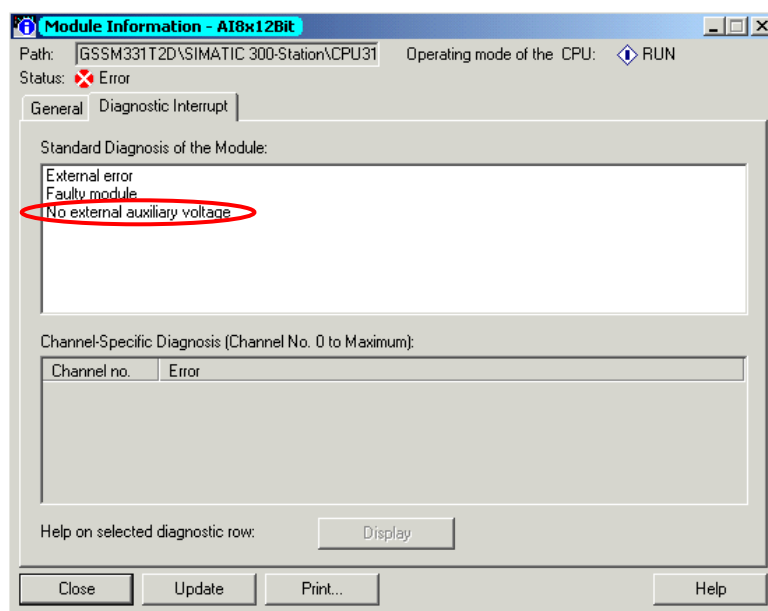 Module Information - AI8x12Bit
Path: GSSM331T2D\SIMATIC 300-Station\CPU31 Operating mode of the CPU: RUN
Status: Error
General Diagnostic Interrupt
Standard Diagnosis of the Module:
External error
Faulty module
No external auxiliary voltage
Channel-Specific Diagnosis (Channel No. 0 to Maximum):
Channel no. Error
Help on selected diagnostic row: Display
Close Update Print... Help